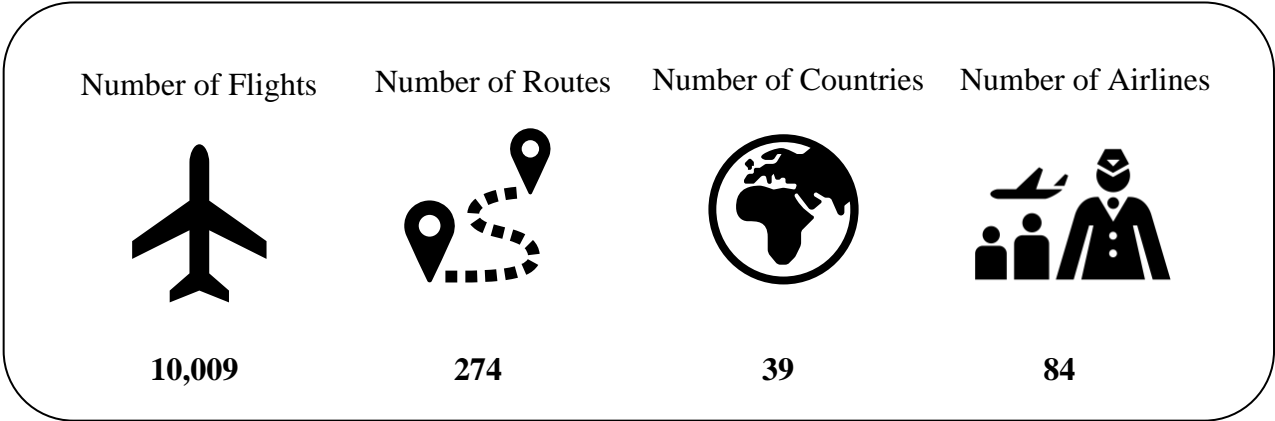 Number of Flights
Number of Routes
Number of Countries
Number of Airlines
10,009
274
39
84